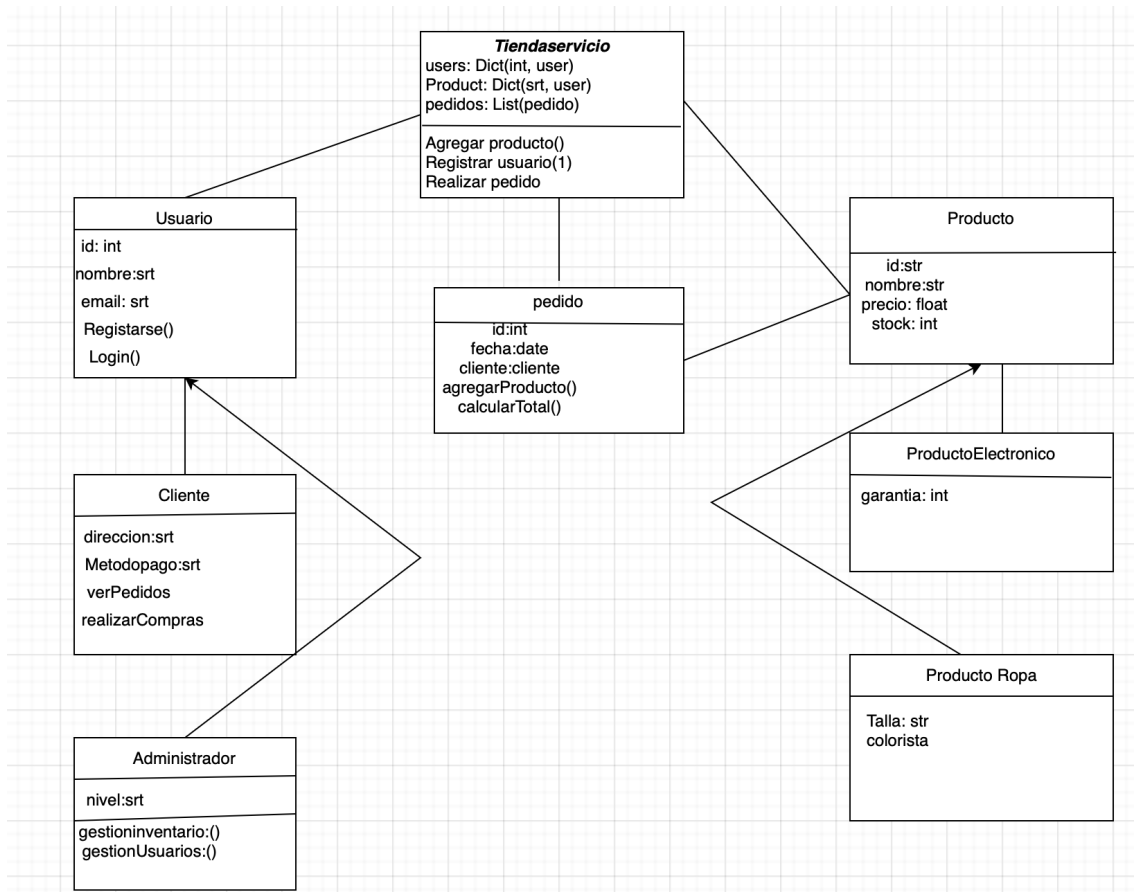 Tiendaservicio
users: Dict(int, user)
Product: Dict(srt, user)
pedidos: List(pedido)
Agregar producto()
Registrar usuario(1)
Realizar pedido
Usuario
id: int
nombre:srt
email: srt
Registarse()
Login()
pedido
id:int
fecha:date
cliente:cliente
agregarProducto()
calcularTotal()
Producto
id:str
nombre:str
precio: float
stock: int
Cliente
direccion:srt
Metodopago:srt
verPedidos
realizarCompras
ProductoElectronico
garantia: int
Producto Ropa
Talla: str
colorista
Administrador
nivel:srt
gestioninventario:()
gestionUsuarios:()